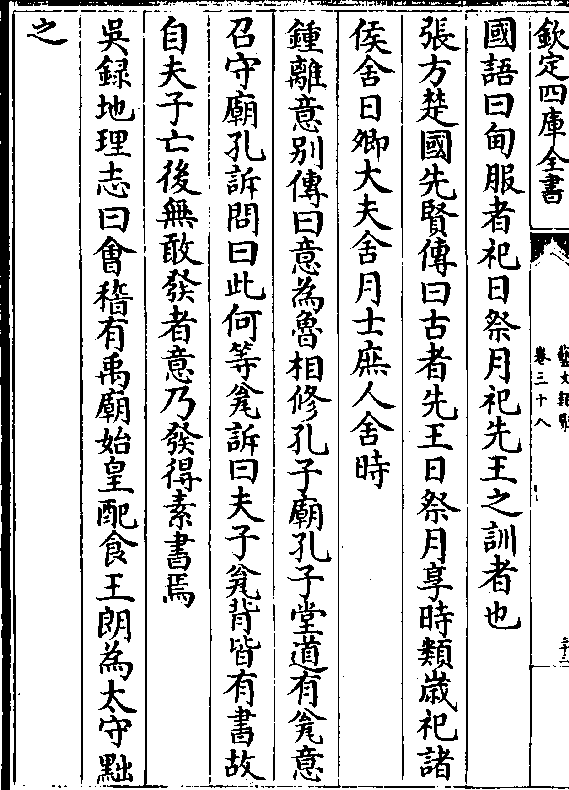 欽定四庫全書
藝文類聚
卷三十八
國語曰甸服者祀日祭月祀先王之訓者也
張方楚國先賢傳曰古者先王日祭月享時類歲祀諸
侯舍日卿大夫舍月士庶人舍時
鍾離意别傳曰意為魯相修孔子廟孔子堂道有瓮意
召守廟孔訴問曰此何等瓮訴曰夫子瓮背皆有書故
自夫子亡後無敢發者意乃發得素書焉
吳録地理志曰㑹稽有禹廟始皇配食王朗為太守黜
之